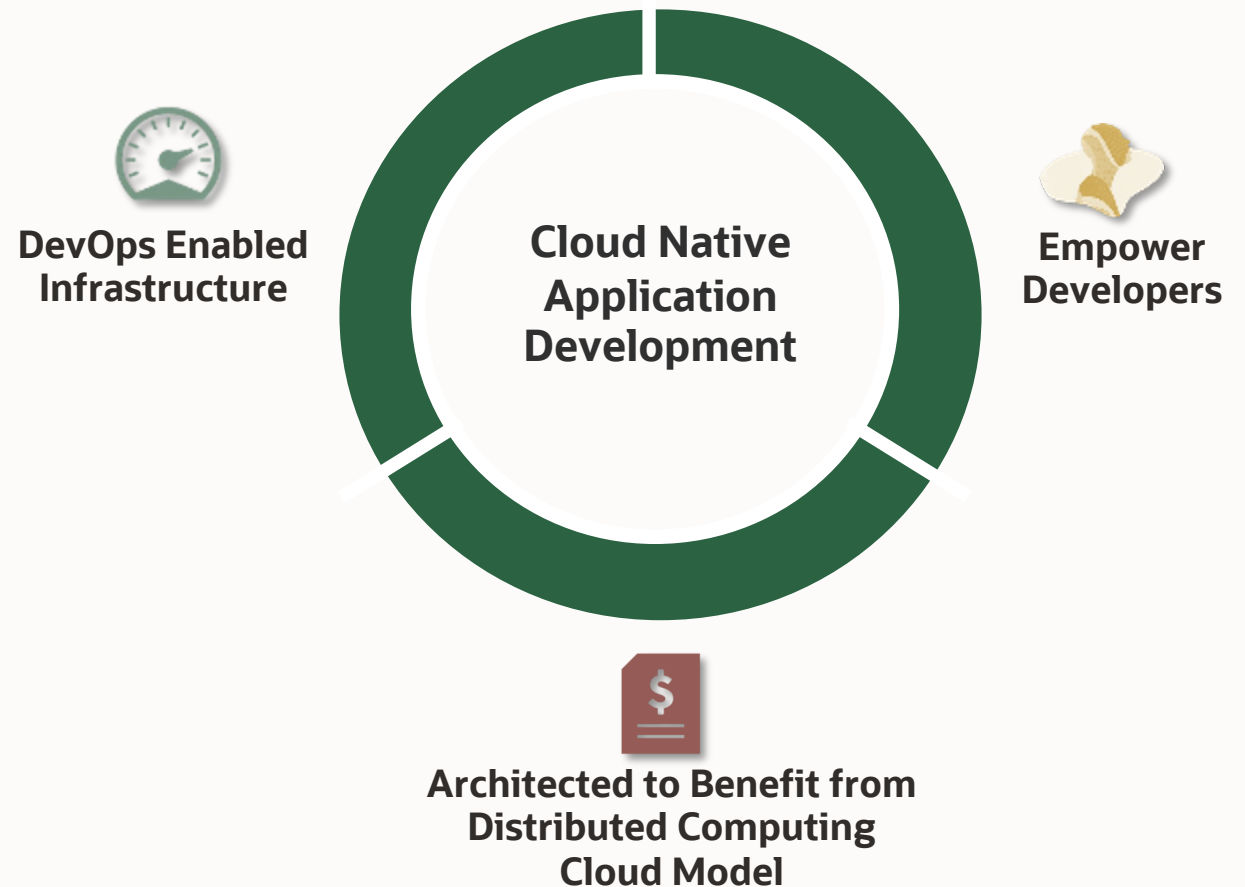 DevOps Enabled
Infrastructure
Cloud Native
Application
Development
Empower
Developers
$
Architected to Benefit from
Distributed Computing
Cloud Model